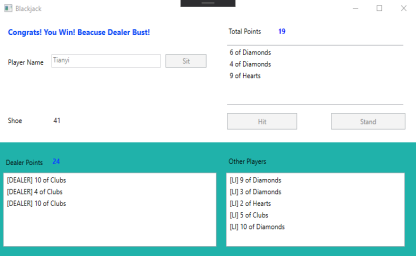 Blackjack
Congrats! You Win! Beacuse Dealer Bust!
Player Name
Tianyi
Sit
Shoe
41
Total Points
19
6 of Diamonds
4 of Diamonds
9 of Hearts
Hit
Stand
Dealer Points
24
[DEALER] 10 of Clubs
[DEALER] 4 of Clubs
[DEALER] 10 of Clubs
Other Players
[LI] 9 of Diamonds
[LI] 3 of Diamonds
[LI] 2 of Hearts
[LI] 5 of Clubs
[LI] 10 of Diamonds